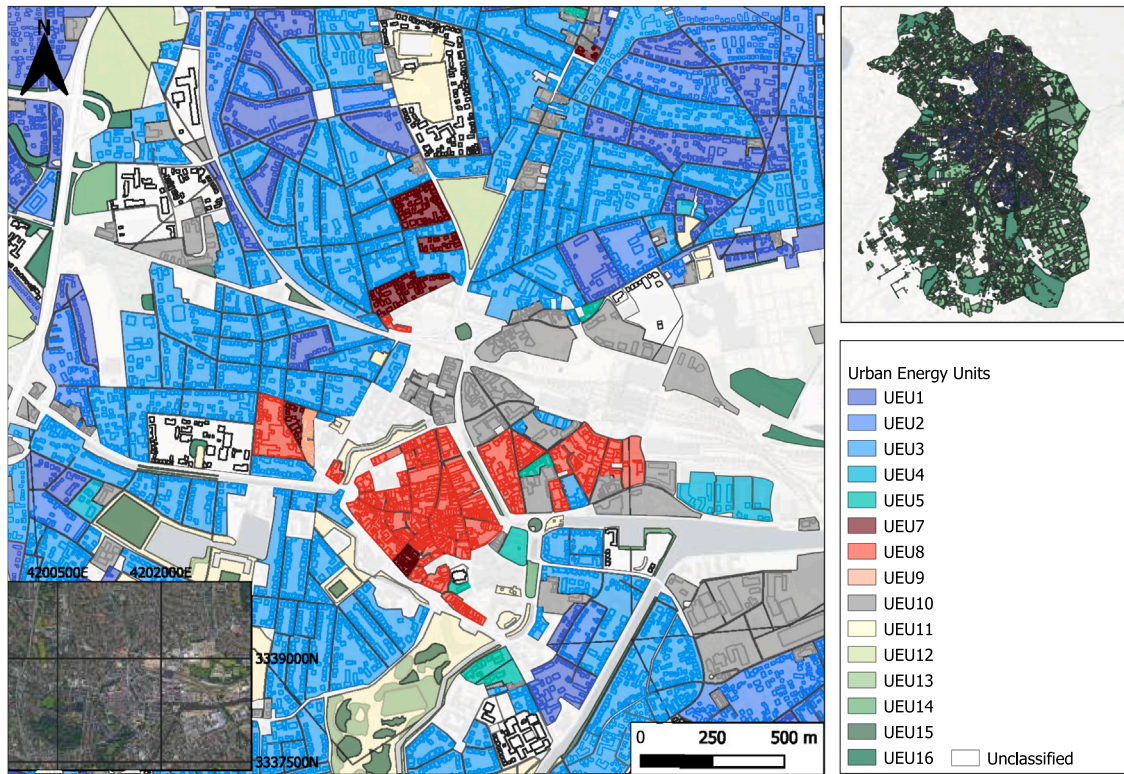 N
4200500E
4202000E
3339000N
3337500N
0
250
500 m
Urban Energy Units
UEU1
UEU2
UEU3
UEU4
UEU5
UEU7
UEU8
UEU9
UEU10
UEU11
UEU12
UEU13
UEU14
UEU15
UEU16
Unclassified